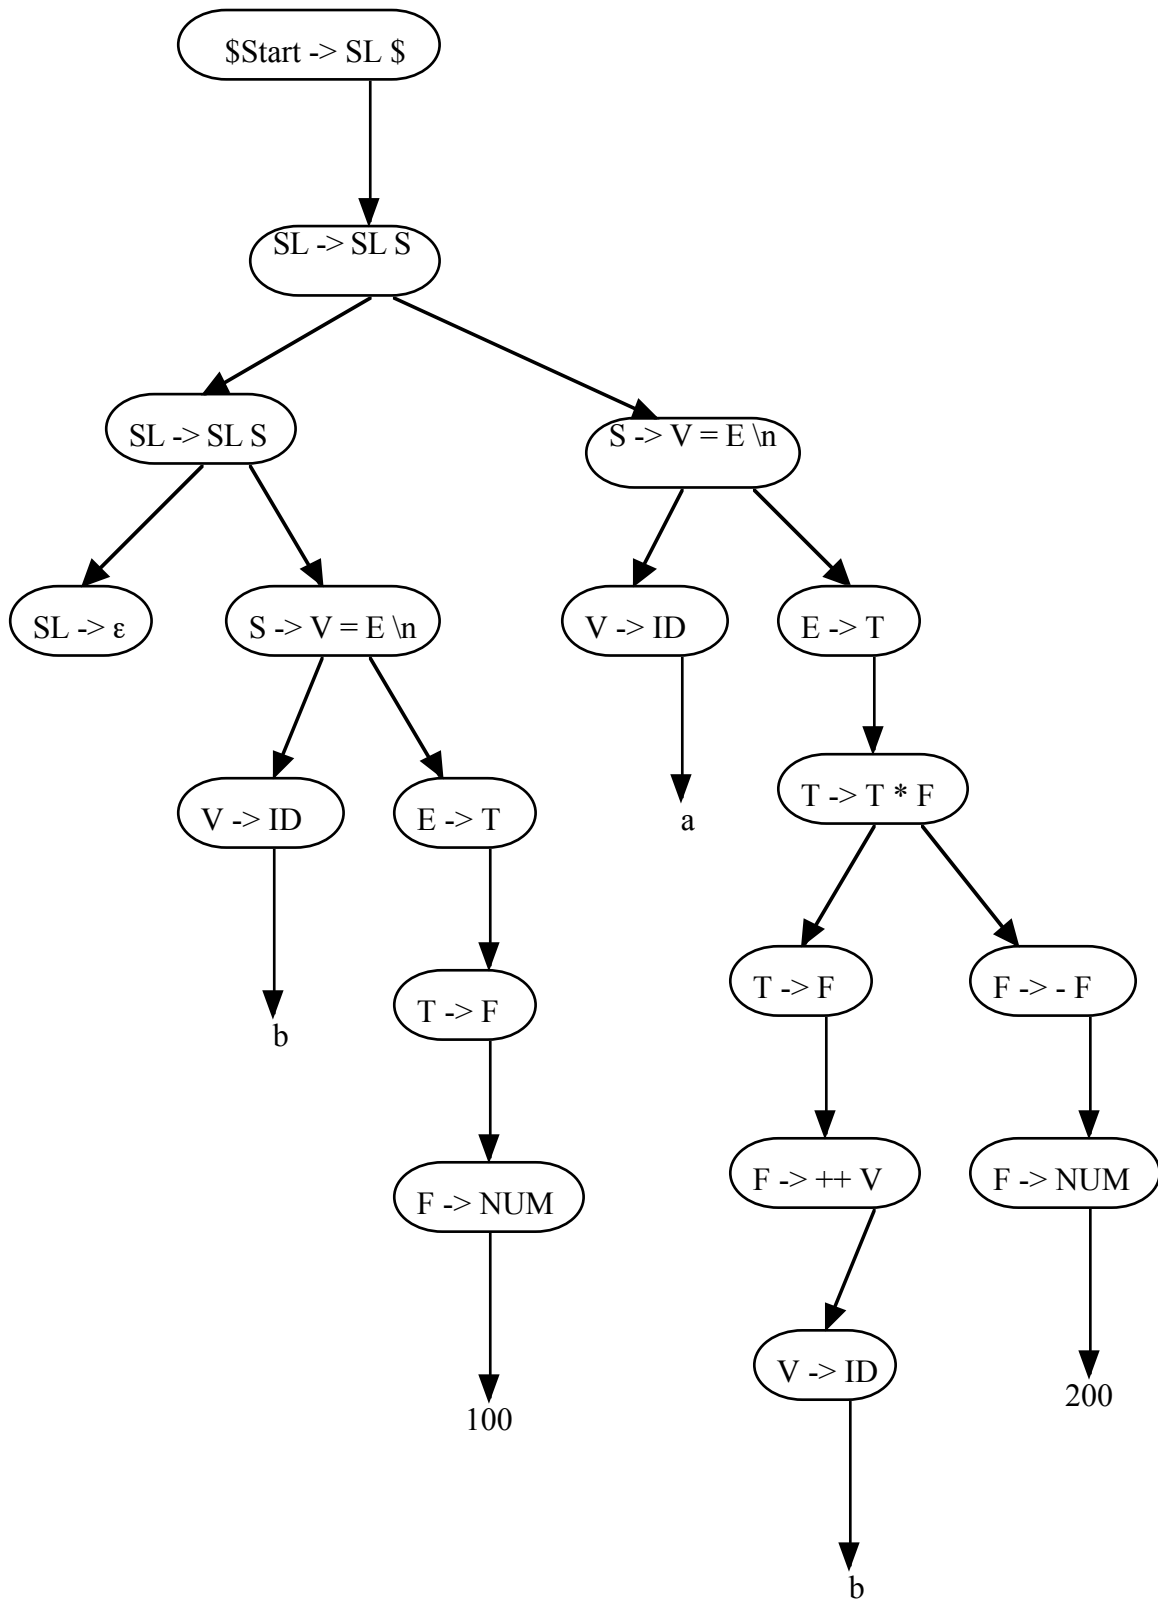 $Start -> SL $
SL -> SL S
SL -> SL S
S -> V = E \n
SL -> ε
S -> V = E \n
V -> ID
E -> T
V -> ID
E -> T
a
T -> T * F
b
T -> F
T -> F
F -> - F
F -> NUM
F -> ++ V
F -> NUM
100
V -> ID
200
b